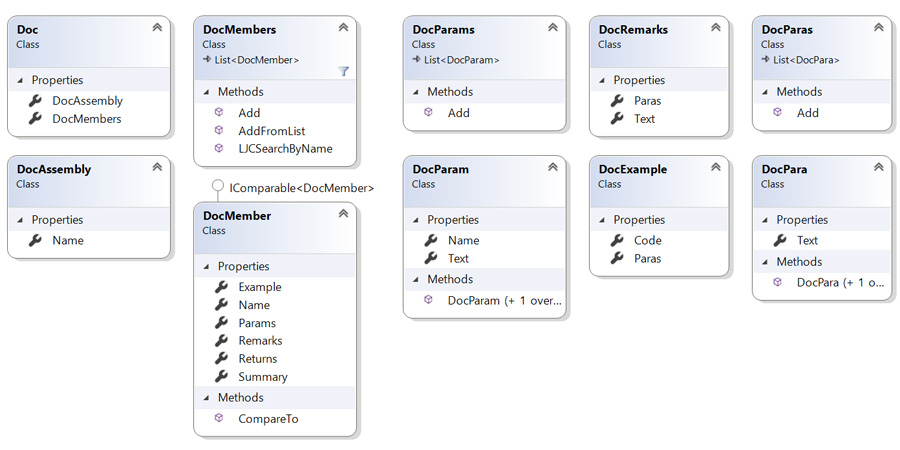 Doc
Class
Properties
DocAssembly
DocMembers
DocMembers
Class
List<DocMember>
Methods
Add
AddFromList
LJCSearchByName
DocParams
Class
List<DocParam>
Methods
Add
DocRemarks
Class
Properties
Paras
Text
DocParas
Class
List<DocPara>
Methods
Add
DocAssembly
Class
Properties
Name
IComparable<DocMember>
DocMember
Class
Properties
Example
Name
Params
Remarks
Returns
Summary
Methods
CompareTo
DocParam
Class
Properties
Name
Text
Methods
DocParam (+ 1 over...
DocExample
Class
Properties
Code
Paras
DocPara
Class
Properties
Text
Methods
DocPara (+ 1 o...